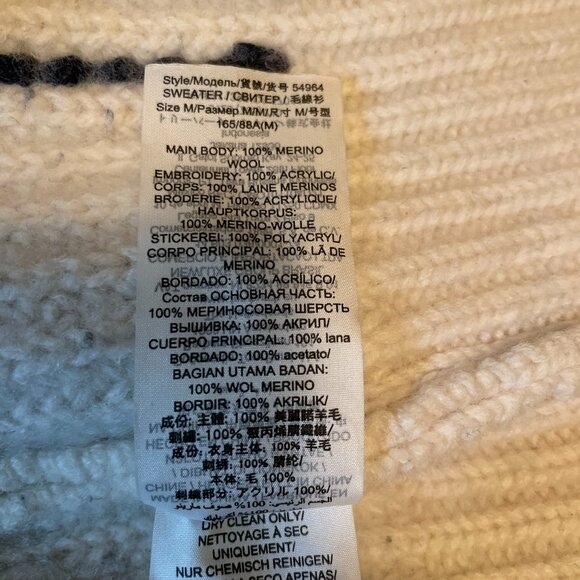 Style/Модель/貨號/货号 54964
SWEATER / СВИТЕР / 毛線衫
Size M/Размер M/M/尺寸 M/号型
165/88A(M)
MAIN BODY: 100% MERINO
WOOL
EMBROIDERY: 100% ACRYLIC/
CORPS: 100% LAINE MERINOS
BRODERIE: 100% ACRYLIQUE/
HAUPTKORPUS:
100% MERINO-WOLLE
STICKEREI: 100% POLYACRYL/
CORPO PRINCIPAL: 100% LÃ DE
MERINO
BORDADO: 100% ACRÍLICO/
Состав ОСНОВНАЯ ЧАСТЬ:
100% МЕРИНОСОВАЯ ШЕРСТЬ
ВЫШИВКА: 100% АКРИЛ/
CUERPO PRINCIPAL: 100% lana
BORDADO: 100% acetato/
BAGIAN UTAMA BADAN:
100% WOL MERINO
BORDIR: 100% AKRILIK/
成份: 主體: 100% 美麗諾羊毛
刺繡: 100% 聚丙烯腈纖維/
成份: 衣身主体: 100% 羊毛
刺绣: 100% 腈纶/
本体: 毛 100%
刺繍部分: アクリル 100%/
الجسم الرئيسي: 100% صوف مارينو
DRY CLEAN ONLY/
NETTOYAGE À SEC
UNIQUEMENT/
NUR CHEMISCH REINIGEN/